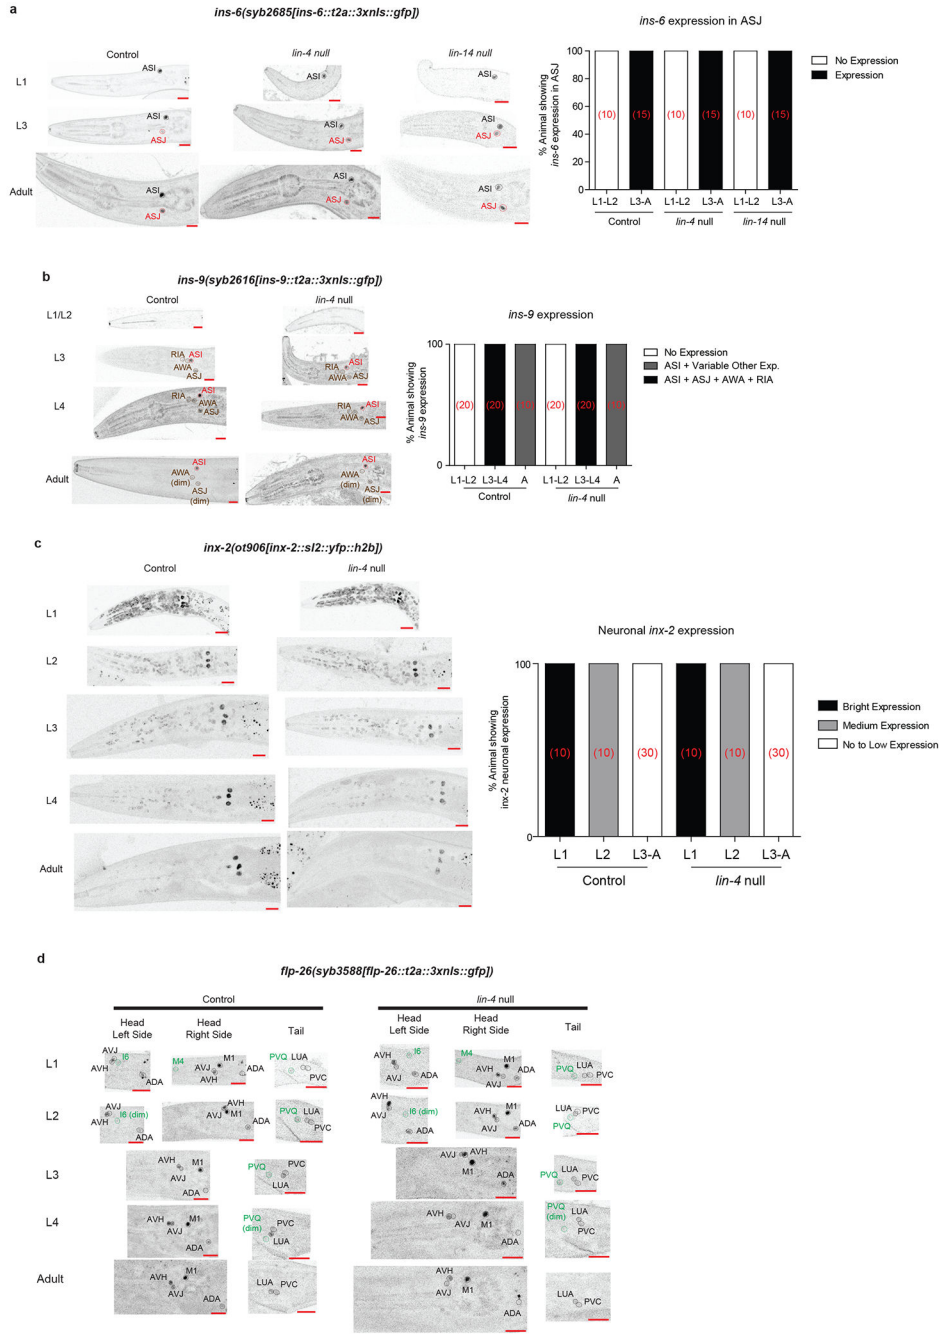 a
ins-6(syb2685[ins-6::t2a::3xnls::gfp])
Control
lin-4 null
lin-14 null
L1
ASI
ASI
ASI
L3
ASI
ASJ
ASI
ASJ
ASI
ASJ
Adult
ASI
ASJ
ASI
ASJ
ASI
ASJ
ins-6 expression in ASJ
% Animal showing
ins-6 expression in ASJ
100
80
60
40
20
0
(10)
(15)
(10)
(15)
(10)
(15)
L1-L2
L3-A
L1-L2
L3-A
L1-L2
L3-A
Control
lin-4 null
lin-14 null
No Expression
Expression
b
ins-9(syb2616[ins-9::t2a::3xnls::gfp])
Control
lin-4 null
L1/L2
L3
RIA
ASI
AWA
ASJ
RIA
ASI
AWA
ASJ
L4
RIA
ASI
AWA
ASJ
RIA
ASI
AWA
ASJ
Adult
ASI
AWA
(dim)
ASJ
(dim)
ASI
AWA
(dim)
ASJ
(dim)
ins-9 expression
% Animal showing
ins-9 expression
100
0
(20)
(20)
(20)
(20)
L1-L2
L3-L4
A
L1-L2
L3-L4
A
Control
lin-4 null
No Expression
ASI + Variable Other Exp.
ASI + ASJ + AWA + RIA
c
inx-2(ot906[inx-2::sl2::yfp::h2b])
Control
lin-4 null
L1
L2
L3
L4
Adult
Neuronal inx-2 expression
% Animal showing
inx-2 neuronal expression
100
0
(10)
(10)
(30)
(10)
(10)
(30)
L1
L2
L3-A
L1
L2
L3-A
Control
lin-4 null
Bright Expression
Medium Expression
No to Low Expression
d
flp-26(syb3588[flp-26::t2a::3xnls::gfp])
Control
lin-4 null
Head
Left Side
Head
Right Side
Tail
Head
Left Side
Head
Right Side
Tail
L1
AVJ
I6
AVH
ADA
M4
M1
AVJ
AVH
ADA
PVQ
LUA
PVC
AVH
I6
AVJ
ADA
M4
M1
AVH
AVJ
ADA
LUA
PVQ
PVC
L2
AVJ
I6 (dim)
AVH
ADA
AVH
AVJ
M1
ADA
PVQ
LUA
PVC
AVJ
AVH
I6 (dim)
ADA
M1
AVH
AVJ
ADA
LUA
PVC
PVQ
L3
AVH
M1
AVJ
ADA
PVQ
PVC
LUA
AVJ
AVH
M1
ADA
PVQ
LUA
PVC
L4
AVH
M1
AVJ
ADA
PVQ
(dim)
PVC
LUA
AVH
AVJ
M1
ADA
PVQ
(dim)
LUA
PVC
Adult
AVH
M1
AVJ
ADA
LUA
PVC
AVH
AVJ
M1
ADA
LUA
PVC